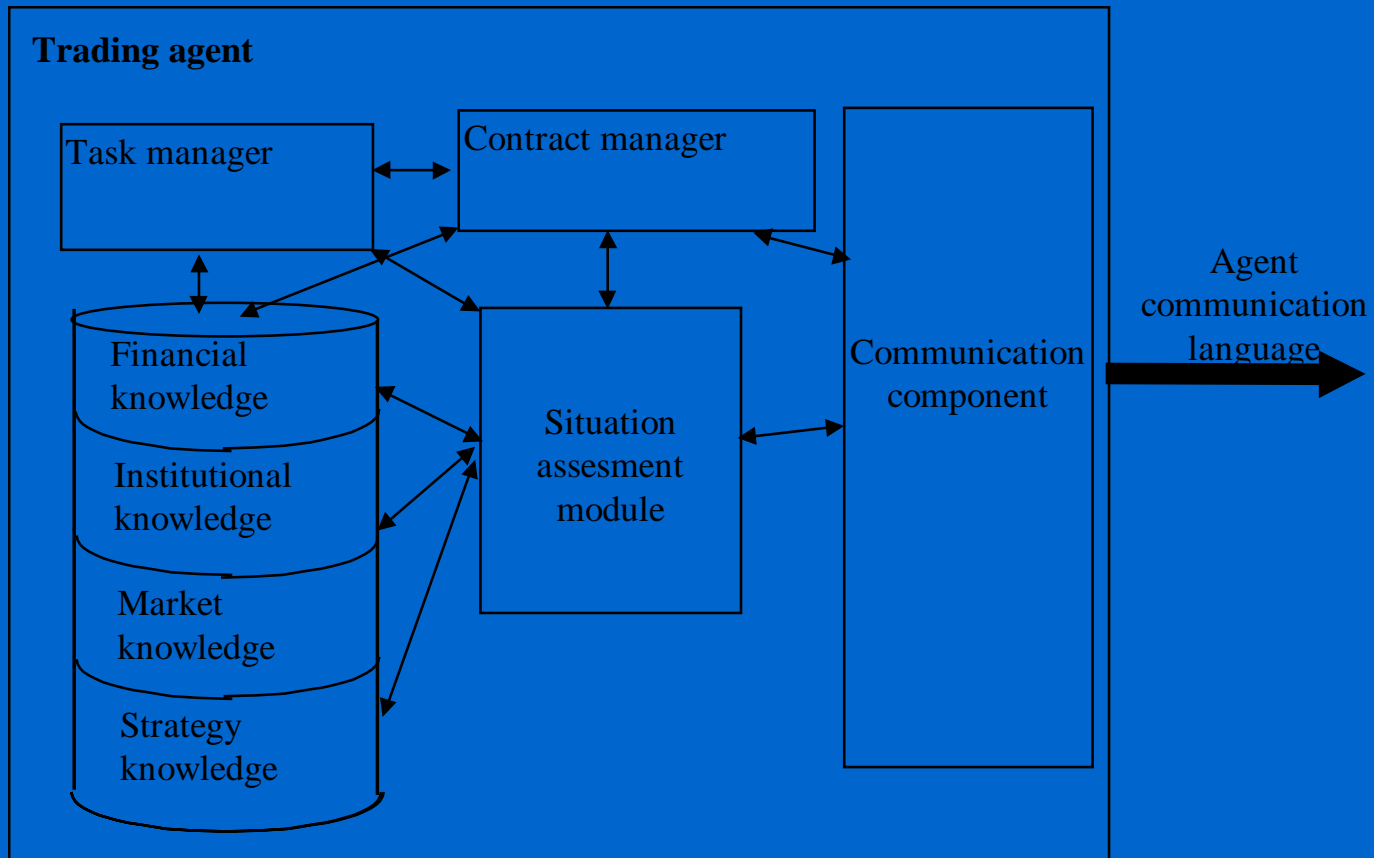 Trading agent
Task manager
Contract manager
Agent
communication
language
Financial
knowledge
Communication
component
Situation
assesment
module
Institutional
knowledge
Market
knowledge
Strategy
knowledge